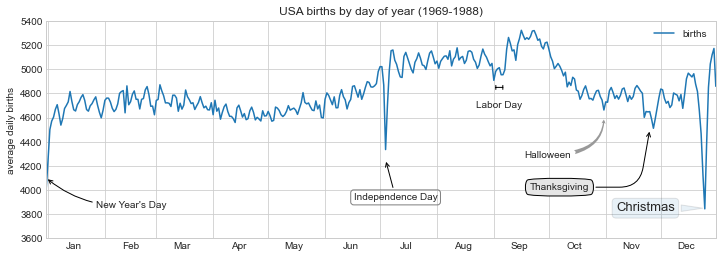 USA births by day of year (1969-1988)
births
average daily births
5400
5200
5000
4800
4600
4400
4200
4000
3800
3600
Labor Day
Halloween
Thanksgiving
Independence Day
New Year's Day
Christmas
Jan Feb Mar Apr May Jun Jul Aug Sep Oct Nov Dec